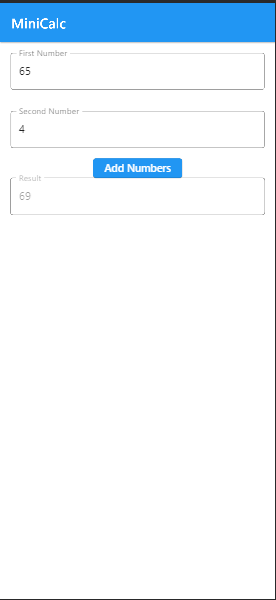 MiniCalc
First Number
65
Second Number
4
Add Numbers
Result
69